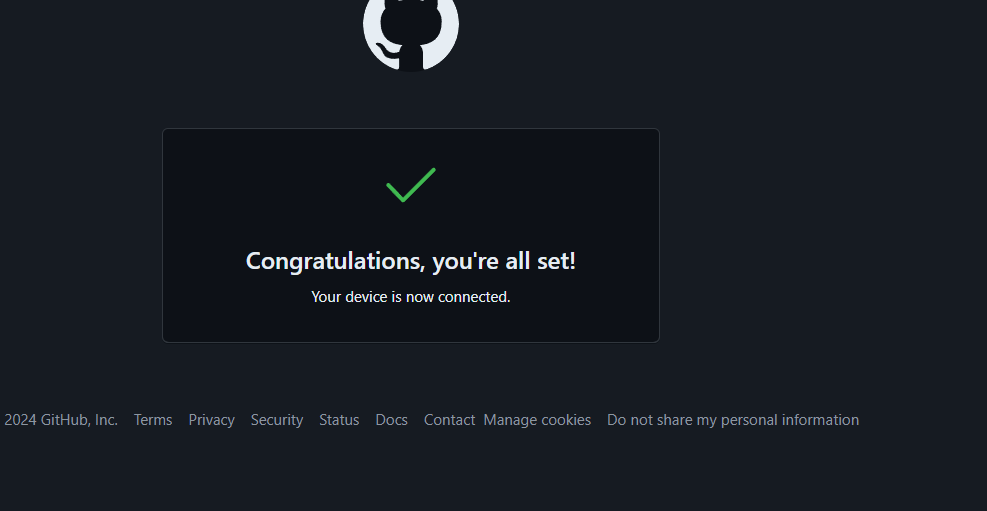 Congratulations, you're all set!
Your device is now connected.
2024 GitHub, Inc. Terms Privacy Security Status Docs Contact Manage cookies Do not share my personal information